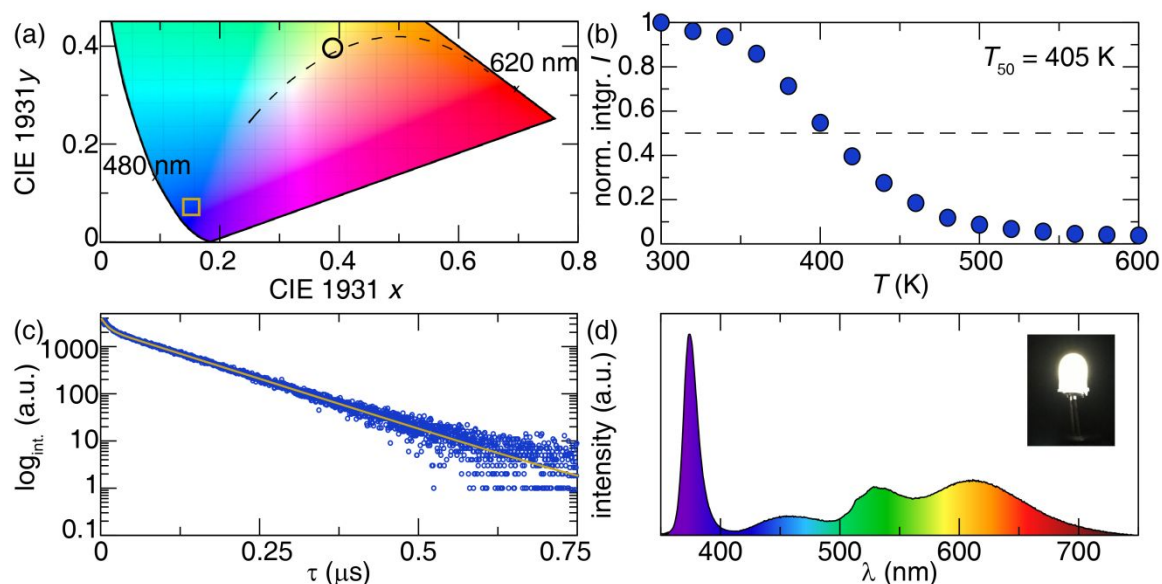 (a)
0.4
0.2
0
CIE 1931 y
480 nm
620 nm
0 0.2 0.4 0.6 0.8
CIE 1931 x
(b)
1
0.8
0.6
0.4
0.2
0
norm. intgr. I
T50 = 405 K
300 400 500 600
T (K)
(c)
1000
100
10
1
0.1
log int. (a.u.)
0 0.25 0.5 0.75
τ (μs)
(d)
intensity (a.u.)
400 500 600 700
λ (nm)